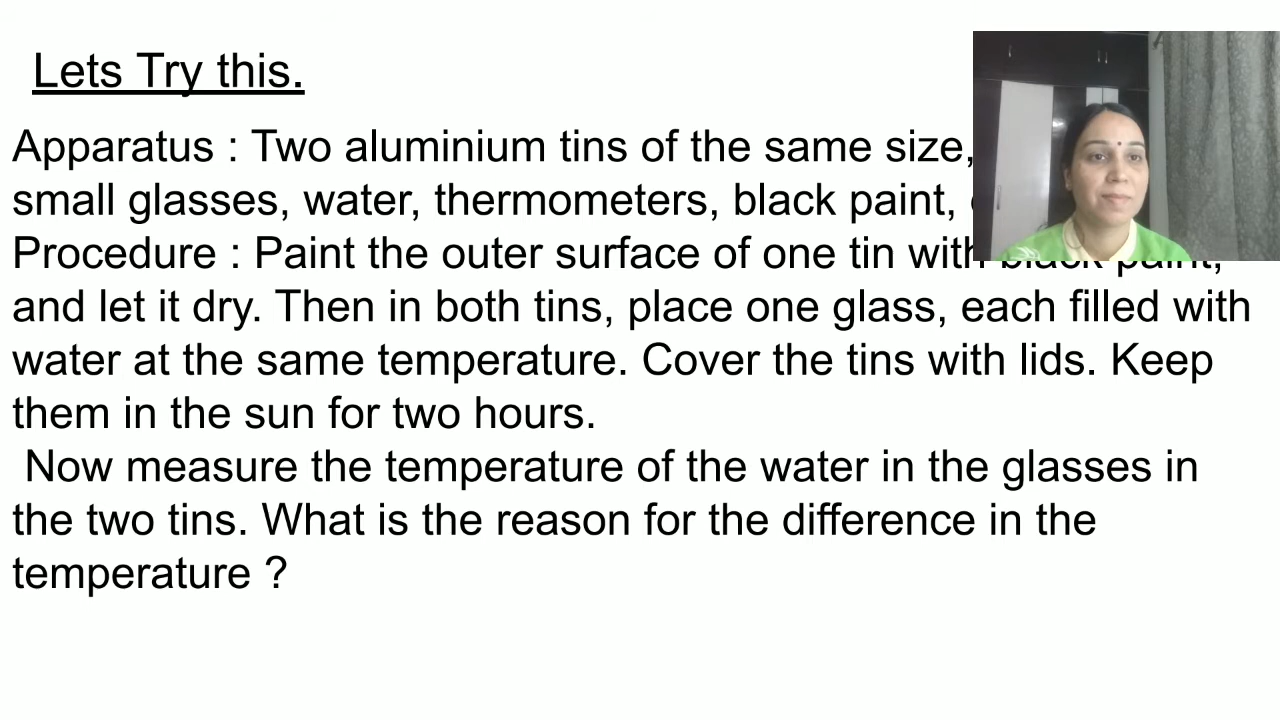 Lets Try this.
Apparatus : Two aluminium tins of the same size,
small glasses, water, thermometers, black paint,
Procedure : Paint the outer surface of one tin with black paint,
and let it dry. Then in both tins, place one glass, each filled with
water at the same temperature. Cover the tins with lids. Keep
them in the sun for two hours.
Now measure the temperature of the water in the glasses in
the two tins. What is the reason for the difference in the
temperature ?